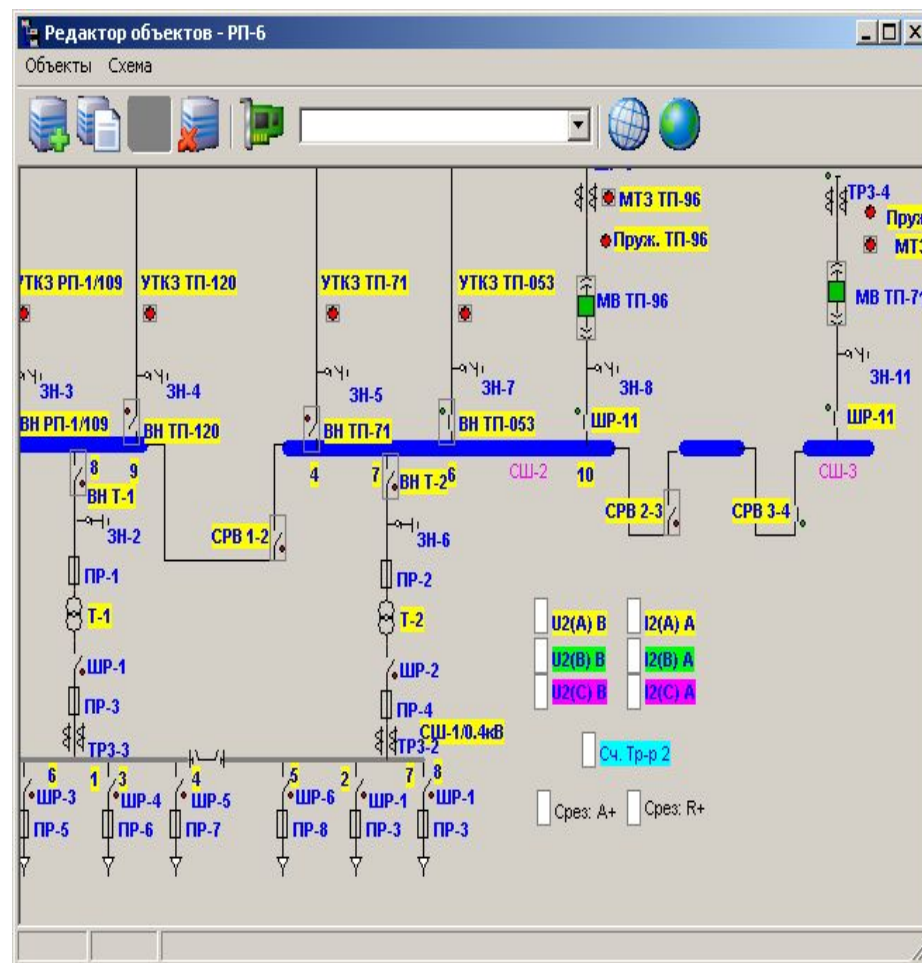 Редактор объектов - РП-6
Объекты Схема
ТРЗ-4
МТЗ ТП-96
Пруж. ТП-96
МТЗ
УТКЗ РП-1/109 УТКЗ ТП-120 УТКЗ ТП-71 УТКЗ ТП-053
МВ ТП-96 МВ ТП-71
ЗН-3 ЗН-4 ЗН-5 ЗН-7 ЗН-8 ЗН-11
ВН РП-1/109 ВН ТП-120 ВН ТП-71 ВН ТП-053 ШР-11 ШР-11
8 9 4 7 6 СШ-2 10 СШ-3
ВН Т-1 ВН Т-2
ЗН-2 СРВ 1-2 ЗН-6 СРВ 2-3 СРВ 3-4
ПР-1 ПР-2
Т-1 Т-2 U2(A) В I2(A) А
U2(B) В I2(B) А
ШР-1 ШР-2
U2(C) В I2(C) А
ПР-3 ПР-4
СШ-1/0.4кВ
ТРЗ-3 ТРЗ-2 Сч. Тр-р 2
6 1 3 4 5 2 7 8
ШР-3 ШР-4 ШР-5 ШР-6 ШР-1 ШР-1
Срез: А+ Срез: R+
ПР-5 ПР-6 ПР-7 ПР-8 ПР-3 ПР-3